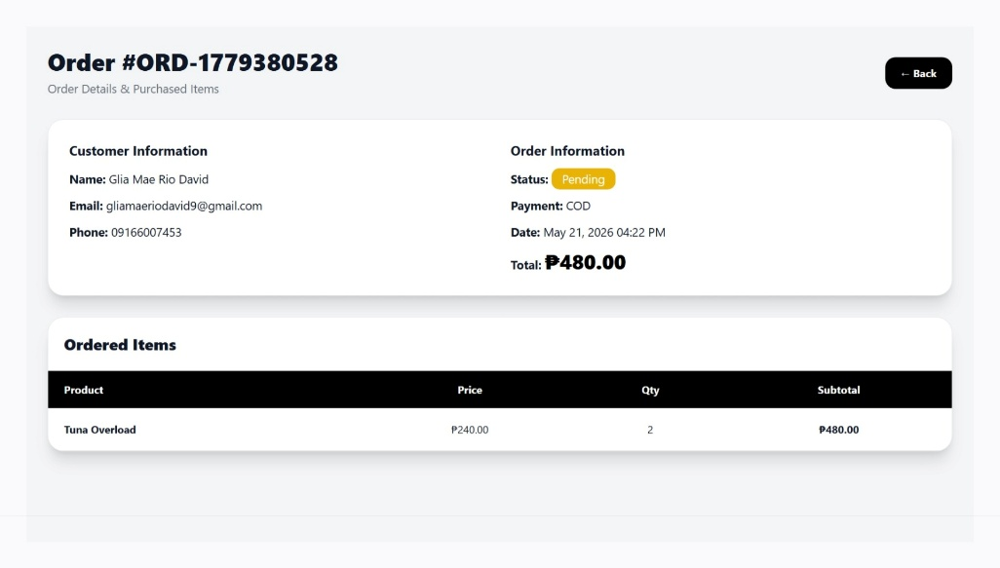 Order #ORD-1779380528
Order Details & Purchased Items
← Back
Customer Information
Name: Glia Mae Rio David
Email: gliamaeriodavid9@gmail.com
Phone: 09166007453
Order Information
Status: Pending
Payment: COD
Date: May 21, 2026 04:22 PM
Total: ₱480.00
Ordered Items
Product Price Qty Subtotal
Tuna Overload ₱240.00 2 ₱480.00